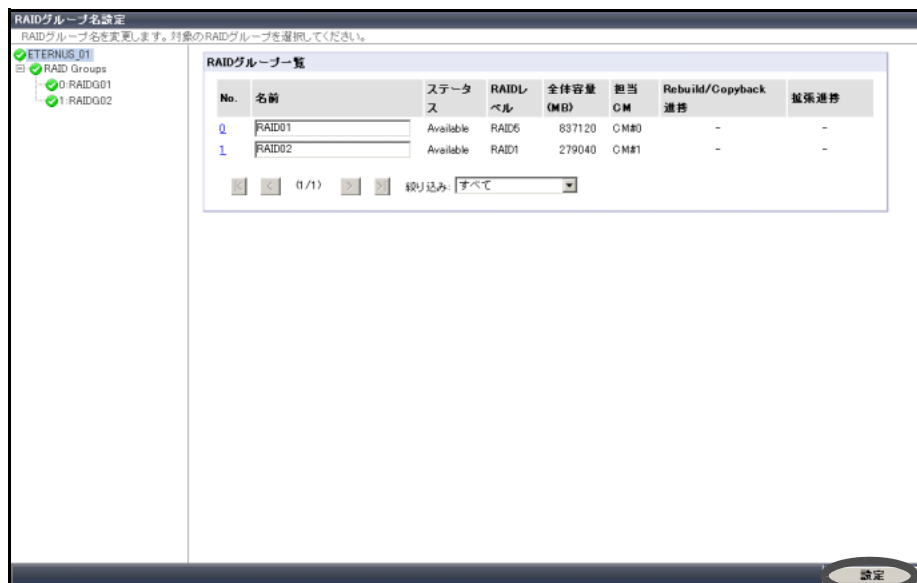 RAIDグループ名設定
RAIDグループ名を変更します。対象のRAIDグループを選択してください。
ETERNUS_01
RAID Groups
0:RAIDG01
1:RAIDG02
RAIDグループ一覧
No. 名前 ステータス RAIDレベル 全体容量(MB) 担当CM Rebuild/Copyback進捗 拡張進捗
0 RAID01 Available RAID5 837120 CM#0 - -
1 RAID02 Available RAID1 279040 CM#1 - -
|< < (1/1) > >| 絞り込み: すべて
設定